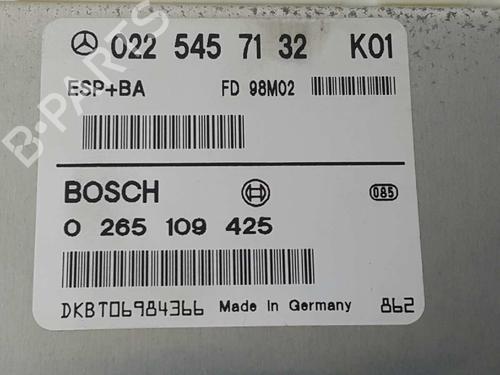 022 545 71 32 K01
ESP+BA FD 98M02
BOSCH 085
0 265 109 425
DKBT06984366 Made in Germany 862
B-PARTS